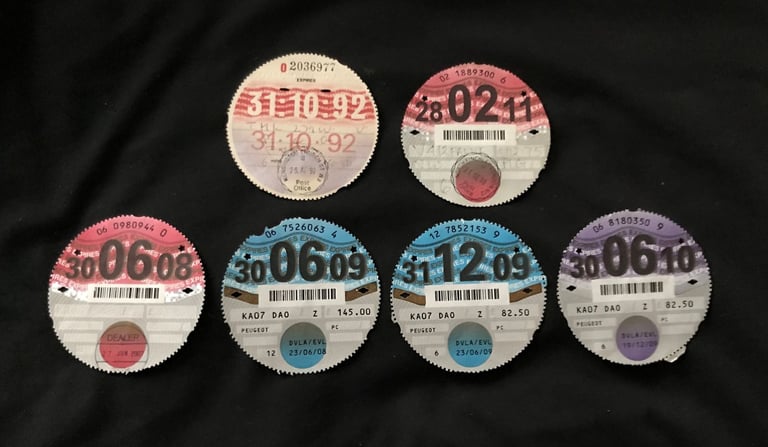 0 2036977
EXPIRES
31·10·92
31·10·92
Post
Office
02 1889300 6
28 02 11
06 0980944 0
30 06 08
DEALER
06 7526063 4
30 06 09
KA07 DAO Z 145.00
PEUGEOT PC
DVLA/EVL
12 23/06/08
12 7852153 9
31 12 09
KA07 DAO Z 82.50
PEUGEOT PC
DVLA/EVL
6 23/06/09
06 8180350 9
30 06 10
KA07 DAO Z 82.50
PEUGEOT PC
DVLA/EVL
6 19/12/09